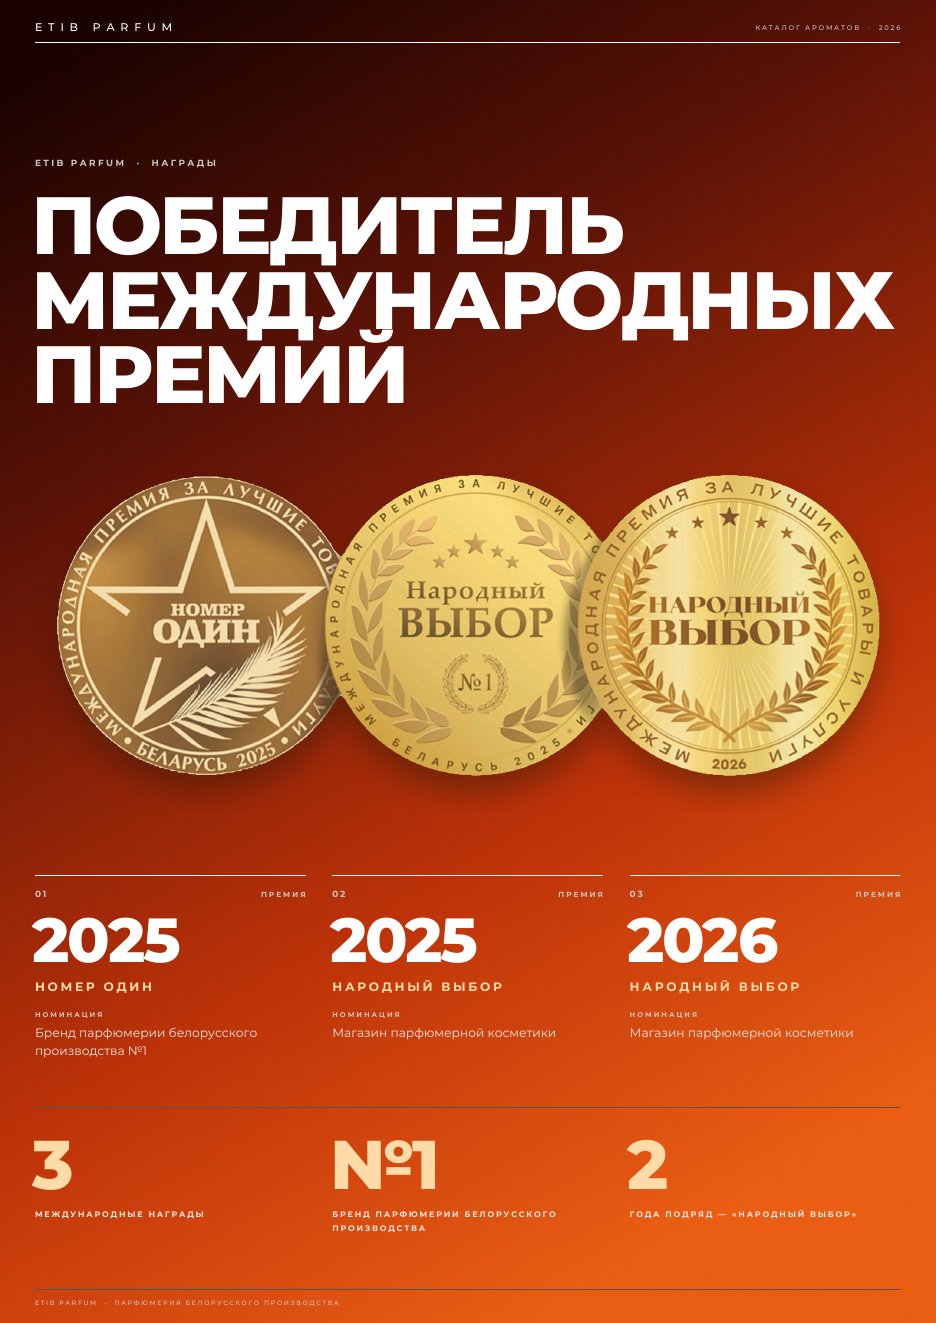 ETIB PARFUM
КАТАЛОГ АРОМАТОВ · 2026
ETIB PARFUM · НАГРАДЫ
ПОБЕДИТЕЛЬ
МЕЖДУНАРОДНЫХ
ПРЕМИЙ
МЕЖДУНАРОДНАЯ ПРЕМИЯ ЗА ЛУЧШИЕ ТОВ
УСЛУГИ
НОМЕР
ОДИН
• БЕЛАРУСЬ 2025 •
МЕЖДУНАРОДНАЯ ПРЕМИЯ ЗА ЛУЧШИЕ ТО
ГИ
Народный
ВЫБОР
№1
БЕЛАРУСЬ 2025
МЕЖДУНАРОДНАЯ ПРЕМИЯ ЗА ЛУЧШИЕ ТОВАРЫ И УСЛУГИ
НАРОДНЫЙ
ВЫБОР
2026
01 ПРЕМИЯ
2025
НОМЕР ОДИН
НОМИНАЦИЯ
Бренд парфюмерии белорусского
производства №1
02 ПРЕМИЯ
2025
НАРОДНЫЙ ВЫБОР
НОМИНАЦИЯ
Магазин парфюмерной косметики
03 ПРЕМИЯ
2026
НАРОДНЫЙ ВЫБОР
НОМИНАЦИЯ
Магазин парфюмерной косметики
3
МЕЖДУНАРОДНЫЕ НАГРАДЫ
№1
БРЕНД ПАРФЮМЕРИИ БЕЛОРУССКОГО
ПРОИЗВОДСТВА
2
ГОДА ПОДРЯД — «НАРОДНЫЙ ВЫБОР»
ETIB PARFUM · ПАРФЮМЕРИЯ БЕЛОРУССКОГО ПРОИЗВОДСТВА